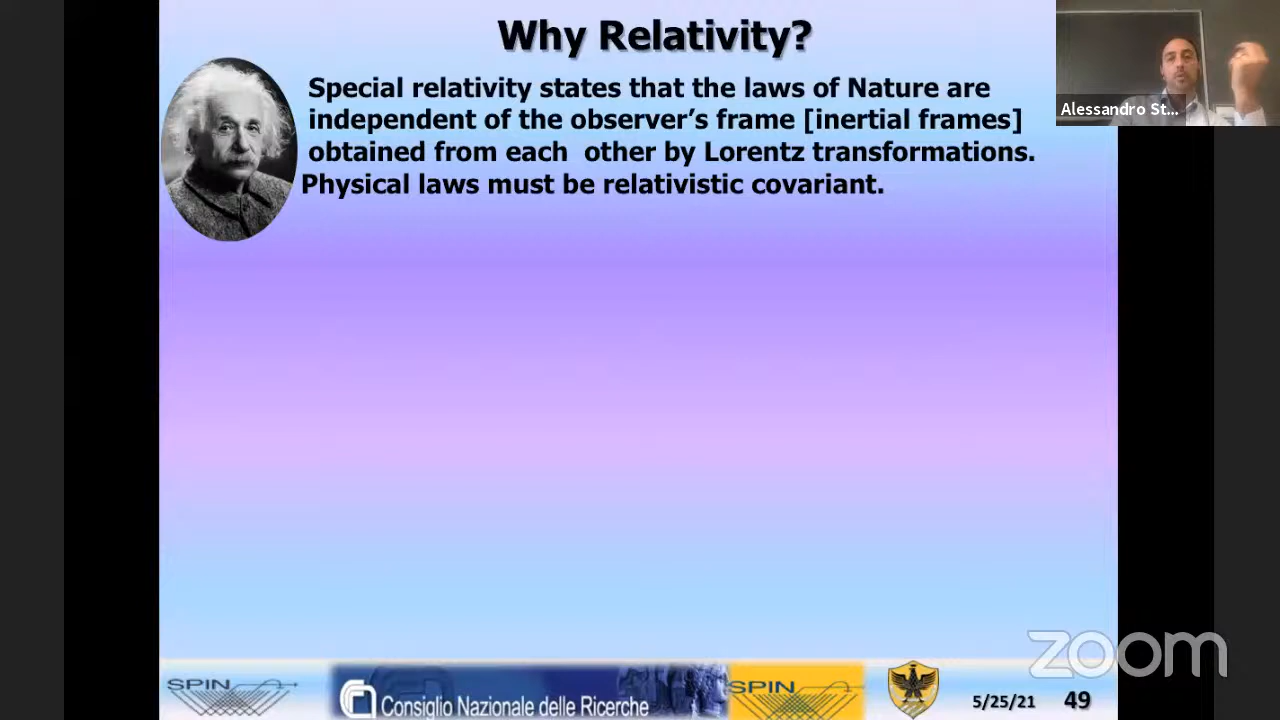 Why Relativity?
Special relativity states that the laws of Nature are
independent of the observer’s frame [inertial frames]
obtained from each  other by Lorentz transformations.
Physical laws must be relativistic covariant.
Alessandro St...
zoom
SPIN
Consiglio Nazionale delle Ricerche
SPIN
5/25/21
49